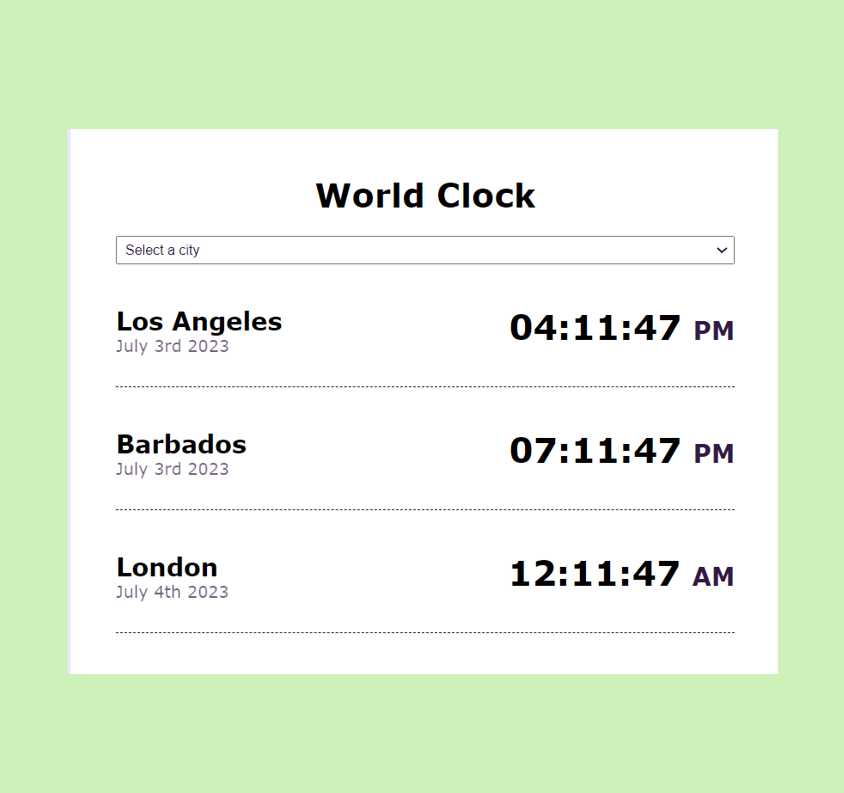 World Clock
Select a city
Los Angeles
04:11:47 PM
July 3rd 2023
Barbados
07:11:47 PM
July 3rd 2023
London
12:11:47 AM
July 4th 2023